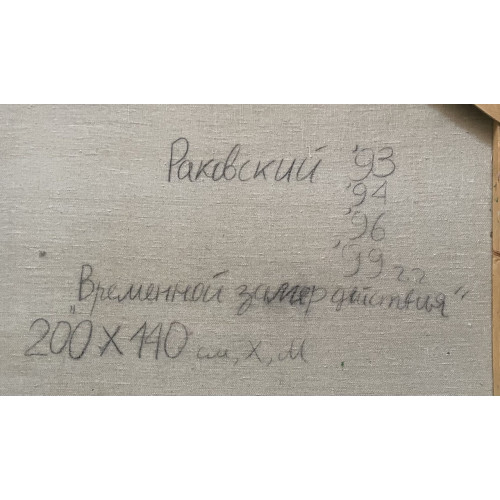 Раковский '93
'94
'96
'99 г.г
„Временной замер действия"
200 X 140 см, х, м